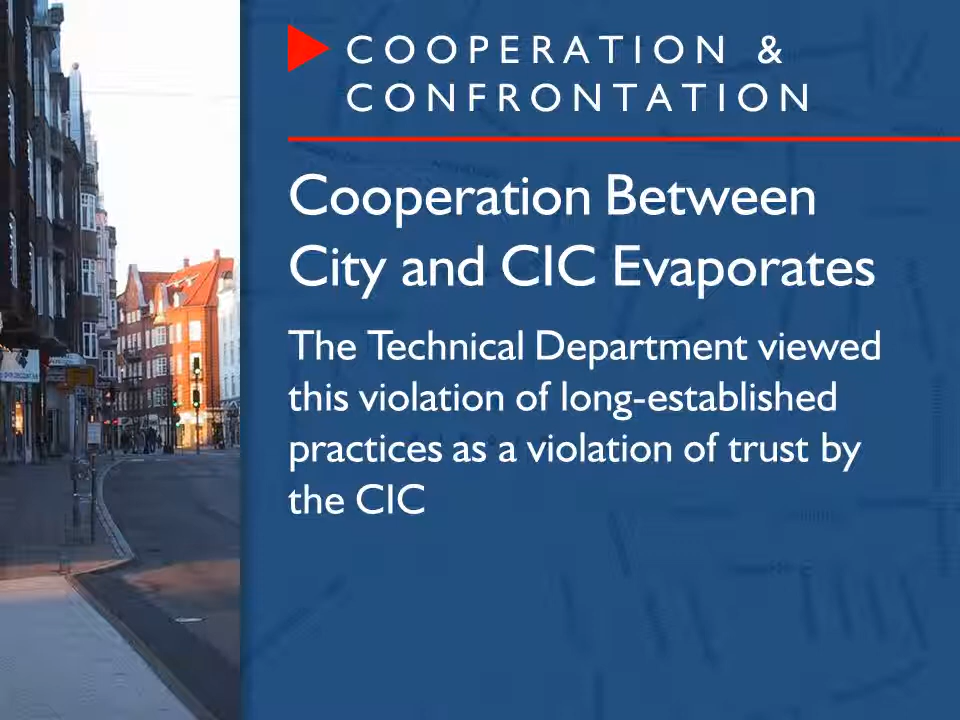 COOPERATION &
CONFRONTATION
Cooperation Between
City and CIC Evaporates
The Technical Department viewed
this violation of long-established
practices as a violation of trust by
the CIC